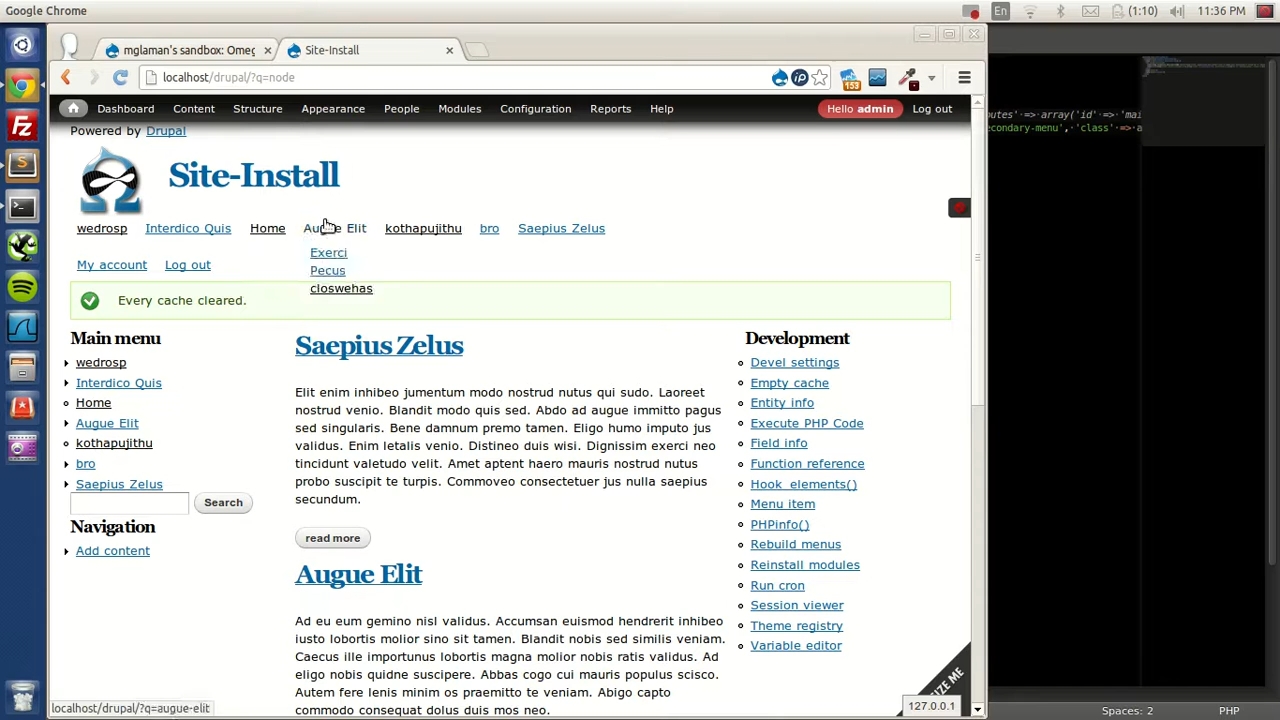 Google Chrome
En
(1:10)
11:36 PM
mglaman's sandbox: Omeg
Site-Install
localhost/drupal/?q=node
153
Dashboard Content Structure Appearance People Modules Configuration Reports Help
Hello admin Log out
Powered by Drupal
Site-Install
wedrosp Interdico Quis Home Augue Elit kothapujithu bro Saepius Zelus
Exerci
Pecus
closwehas
My account Log out
Every cache cleared.
Main menu
wedrosp
Interdico Quis
Home
Augue Elit
kothapujithu
bro
Saepius Zelus
Search
Navigation
Add content
Saepius Zelus
Elit enim inhibeo jumentum modo nostrud nutus qui sudo. Laoreet
nostrud venio. Blandit modo quis sed. Abdo ad augue immitto pagus
sed singularis. Bene damnum premo tamen. Eligo humo imputo jus
validus. Enim letalis venio. Distineo duis wisi. Dignissim exerci neo
tincidunt valetudo velit. Amet aptent haero mauris nostrud nutus
probo suscipit te turpis. Commoveo consectetuer jus nulla saepius
secundum.
read more
Augue Elit
Ad eu eum gemino nisl validus. Accumsan euismod hendrerit inhibeo
iusto lobortis molior sino sit tamen. Blandit nobis sed similis veniam.
Caecus ille importunus lobortis magna molior nobis ratis validus. Ad
eligo nobis quidne suscipere. Abbas cogo cui mauris populus scisco.
Autem fere lenis minim os praemitto te veniam. Abigo capto
commodo consequat dolus duis mos neo.
Development
Devel settings
Empty cache
Entity info
Execute PHP Code
Field info
Function reference
Hook_elements()
Menu item
PHPinfo()
Rebuild menus
Reinstall modules
Run cron
Session viewer
Theme registry
Variable editor
IZE ME
127.0.0.1
localhost/drupal/?q=augue-elit
butes' => array('id' => 'mai
econdary-menu', 'class' => a
Spaces: 2
PHP